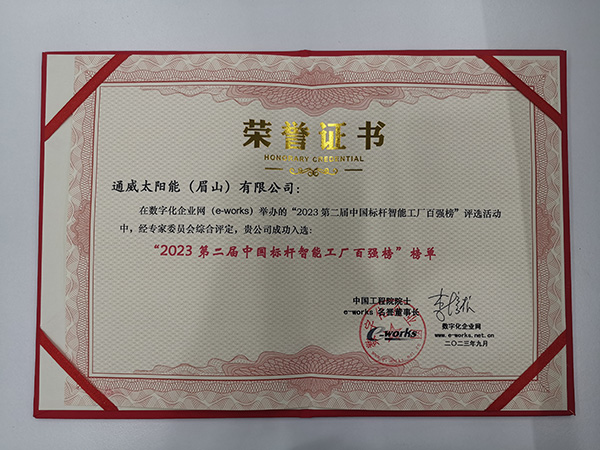 荣誉证书
HONORARY CREDENTIAL
通威太阳能（眉山）有限公司：
在数字化企业网（e-works）举办的“2023第二届中国标杆智能工厂百强榜”评选活动
中，经专家委员会综合评定，贵公司成功入选：
“2023第二届中国标杆智能工厂百强榜”榜单
中国工程院院士
e-works 名誉董事长
e-works
数字化企业网
www.e-works.net.cn
二〇二三年九月